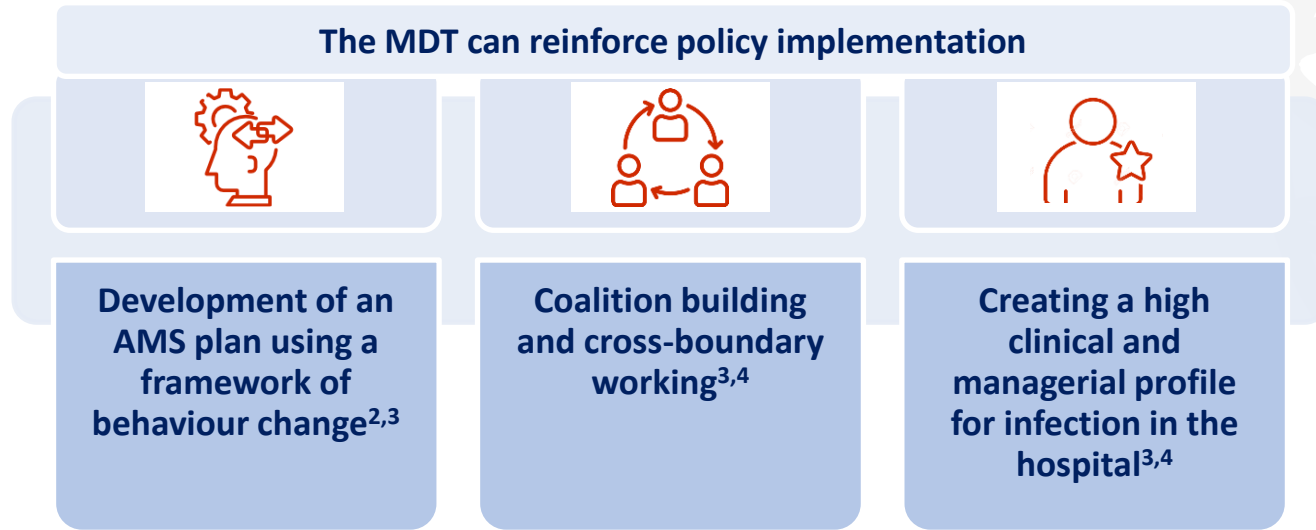 The MDT can reinforce policy implementation
Development of an
AMS plan using a
framework of
behaviour change2,3
Coalition building
and cross-boundary
working3,4
Creating a high
clinical and
managerial profile
for infection in the
hospital3,4